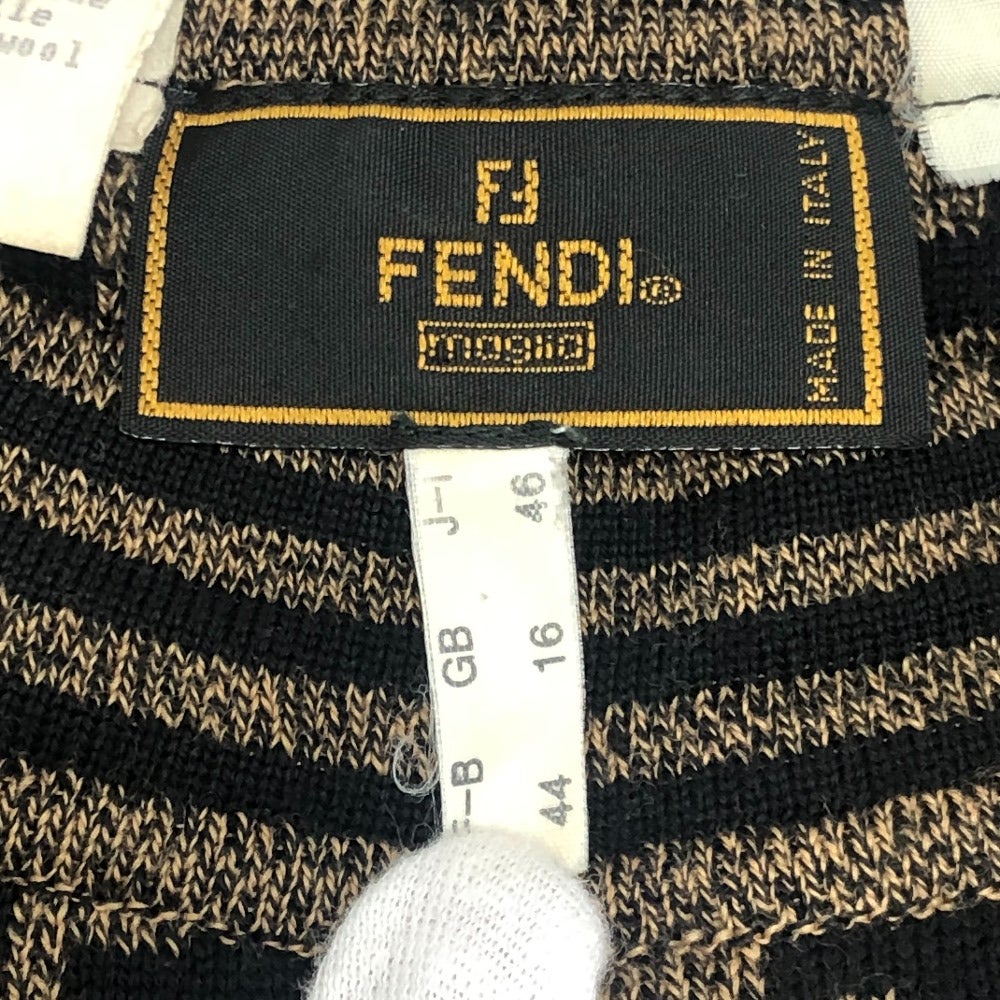 le
wool
FF
FENDI®
maglia
MADE IN ITALY
J-I 46
GB 16
-B 44